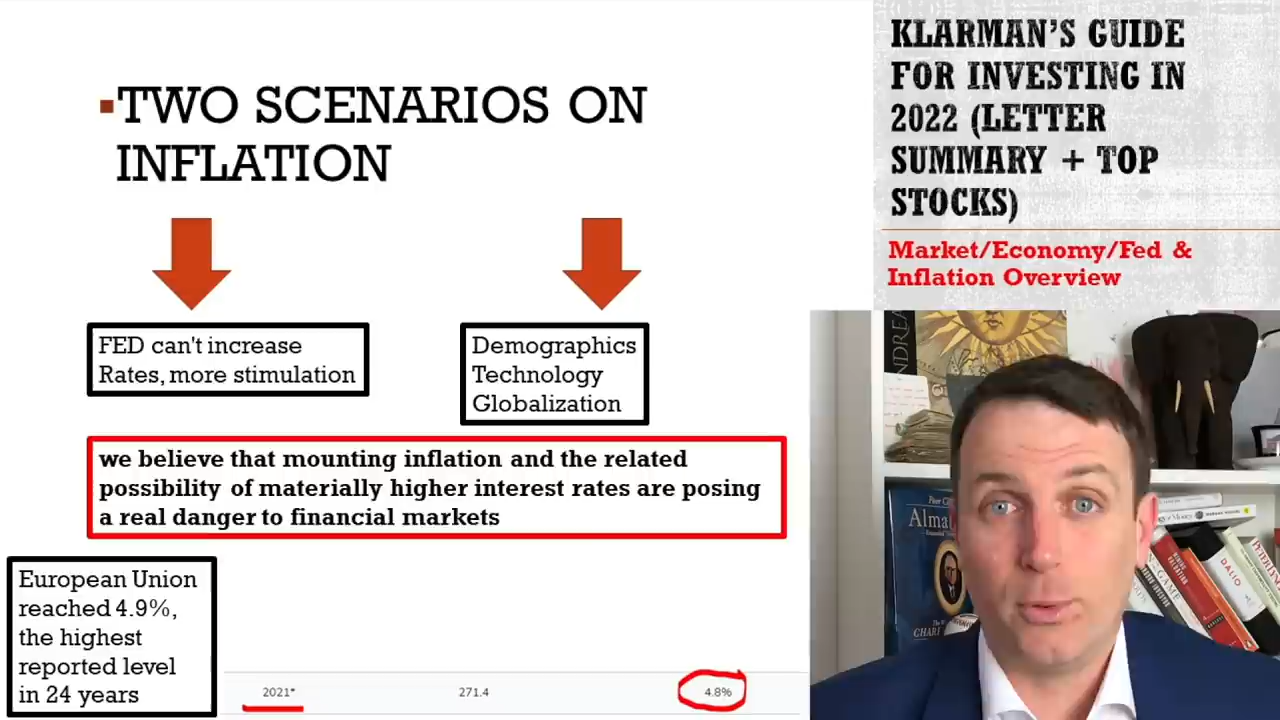 ▪TWO SCENARIOS ON
INFLATION
FED can't increase
Rates, more stimulation
Demographics
Technology
Globalization
we believe that mounting inflation and the related
possibility of materially higher interest rates are posing
a real danger to financial markets
European Union
reached 4.9%,
the highest
reported level
in 24 years
2021*
271.4
4.8%
KLARMAN'S GUIDE
FOR INVESTING IN
2022 (LETTER
SUMMARY + TOP
STOCKS)
Market/Economy/Fed &
Inflation Overview
DALIO